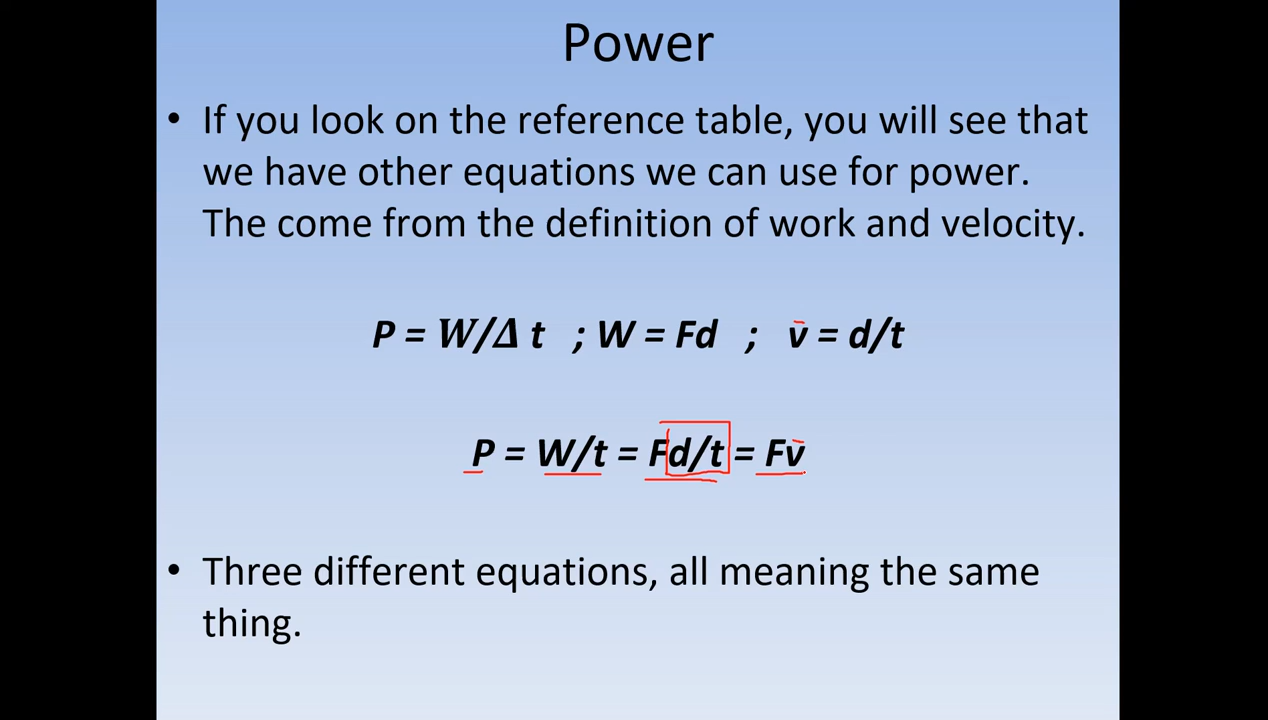 Power
• If you look on the reference table, you will see that
we have other equations we can use for power.
The come from the definition of work and velocity.
P = W/Δ t ; W = Fd ; v̄ = d/t
P = W/t = Fd/t = Fv̄
• Three different equations, all meaning the same
thing.